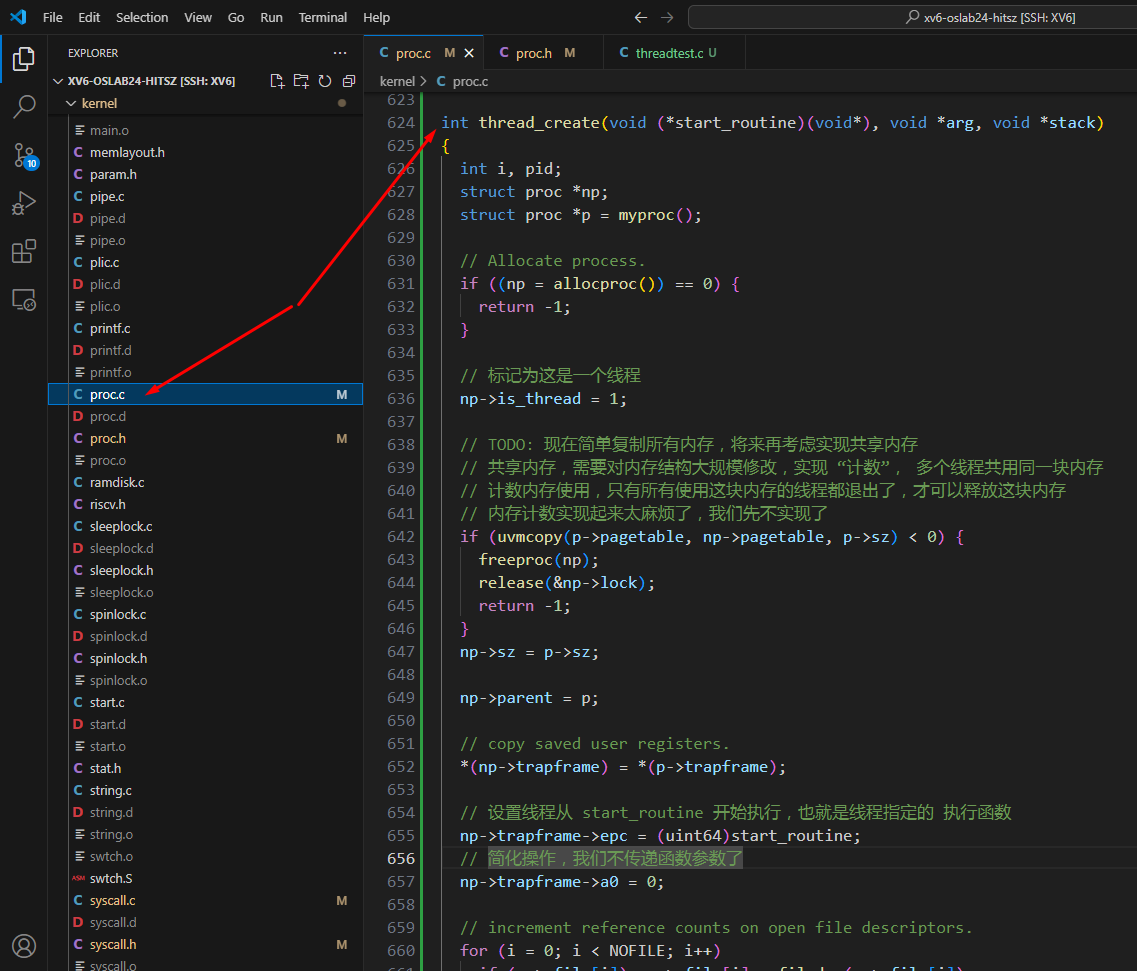 File Edit Selection View Go Run Terminal Help
xv6-oslab24-hitsz [SSH: XV6]
EXPLORER
XV6-OSLAB24-HITSZ [SSH: XV6]
kernel
main.o
C memlayout.h
C param.h
C pipe.c
D pipe.d
pipe.o
C plic.c
D plic.d
plic.o
C printf.c
D printf.d
printf.o
C proc.c M
D proc.d
C proc.h M
proc.o
C ramdisk.c
C riscv.h
C sleeplock.c
D sleeplock.d
C sleeplock.h
sleeplock.o
C spinlock.c
D spinlock.d
C spinlock.h
spinlock.o
C start.c
D start.d
start.o
C stat.h
C string.c
D string.d
string.o
swtch.o
ASM swtch.S
C syscall.c M
D syscall.d
C syscall.h M
syscall.o
10
C proc.c M
C proc.h M
C threadtest.c U
kernel > C proc.c
623
624 int thread_create(void (*start_routine)(void*), void *arg, void *stack)
625 {
626 int i, pid;
627 struct proc *np;
628 struct proc *p = myproc();
629
630 // Allocate process.
631 if ((np = allocproc()) == 0) {
632 return -1;
633 }
634
635 // 标记为这是一个线程
636 np->is_thread = 1;
637
638 // TODO: 现在简单复制所有内存，将来再考虑实现共享内存
639 // 共享内存，需要对内存结构大规模修改，实现 “计数”， 多个线程共用同一块内存
640 // 计数内存使用，只有所有使用这块内存的线程都退出了，才可以释放这块内存
641 // 内存计数实现起来太麻烦了，我们先不实现了
642 if (uvmcopy(p->pagetable, np->pagetable, p->sz) < 0) {
643 freeproc(np);
644 release(&np->lock);
645 return -1;
646 }
647 np->sz = p->sz;
648
649 np->parent = p;
650
651 // copy saved user registers.
652 *(np->trapframe) = *(p->trapframe);
653
654 // 设置线程从 start_routine 开始执行，也就是线程指定的 执行函数
655 np->trapframe->epc = (uint64)start_routine;
656 // 简化操作，我们不传递函数参数了
657 np->trapframe->a0 = 0;
658
659 // increment reference counts on open file descriptors.
660 for (i = 0; i < NOFILE; i++)